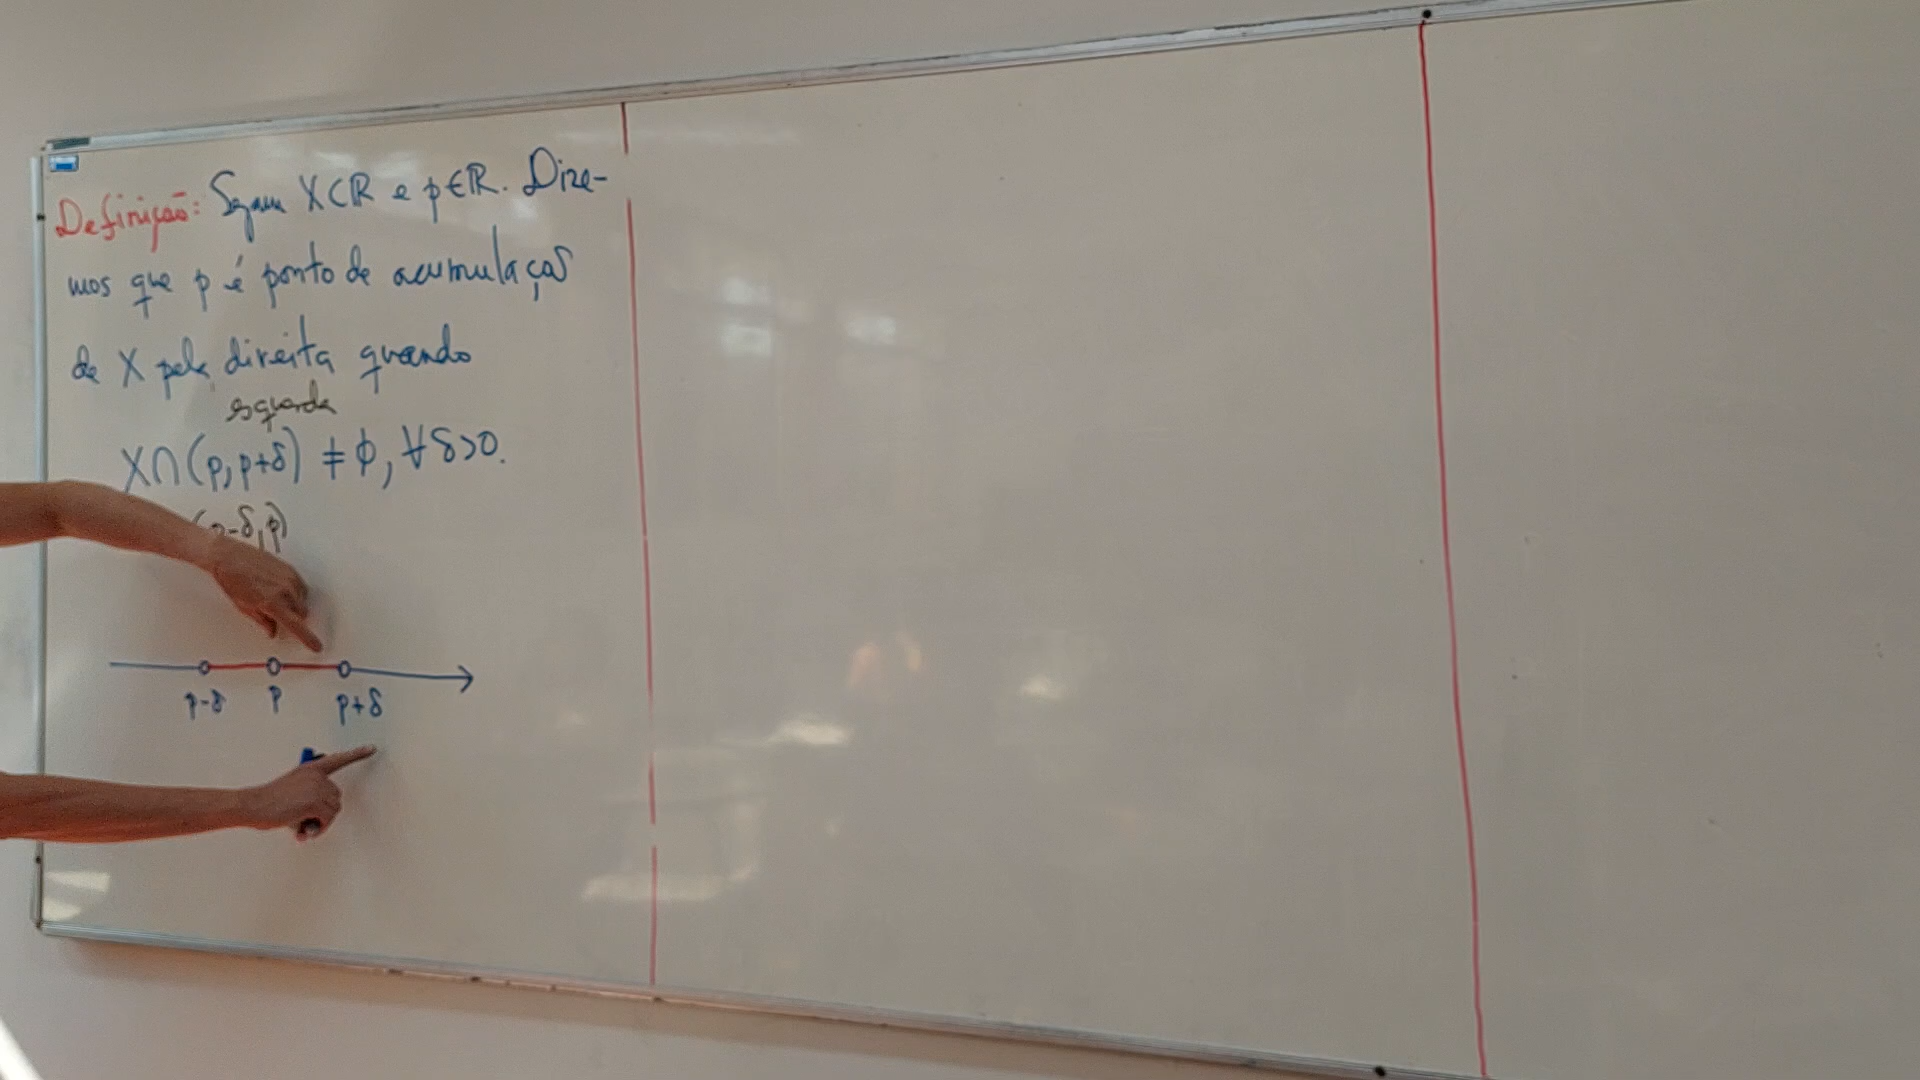 Definição: Sejam X⊂ℝ e p∈ℝ. Dize-
mos que p é ponto de acumulação
de X pela direita quando
esquerda
X∩(p,p+δ) ≠ ϕ, ∀δ>0.
(p-δ,p)
p-δ p p+δ